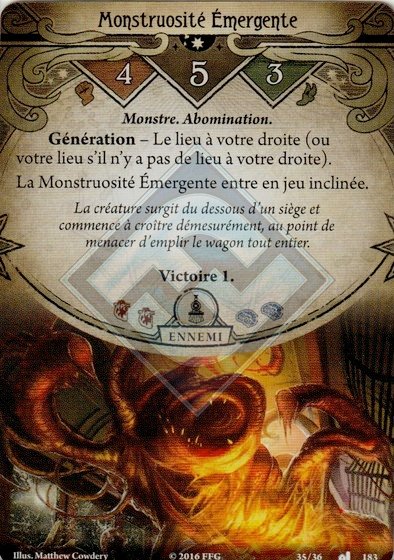 Monstruosité Émergente
4 5 3
Monstre. Abomination.
Génération – Le lieu à votre droite (ou
votre lieu s'il n'y a pas de lieu à votre droite).
La Monstruosité Émergente entre en jeu inclinée.
La créature surgit du dessous d'un siège et
commence à croître démesurément, au point de
menacer d'emplir le wagon tout entier.
Victoire 1.
ENNEMI
Illus. Matthew Cowdery © 2016 FFG 35/36 183